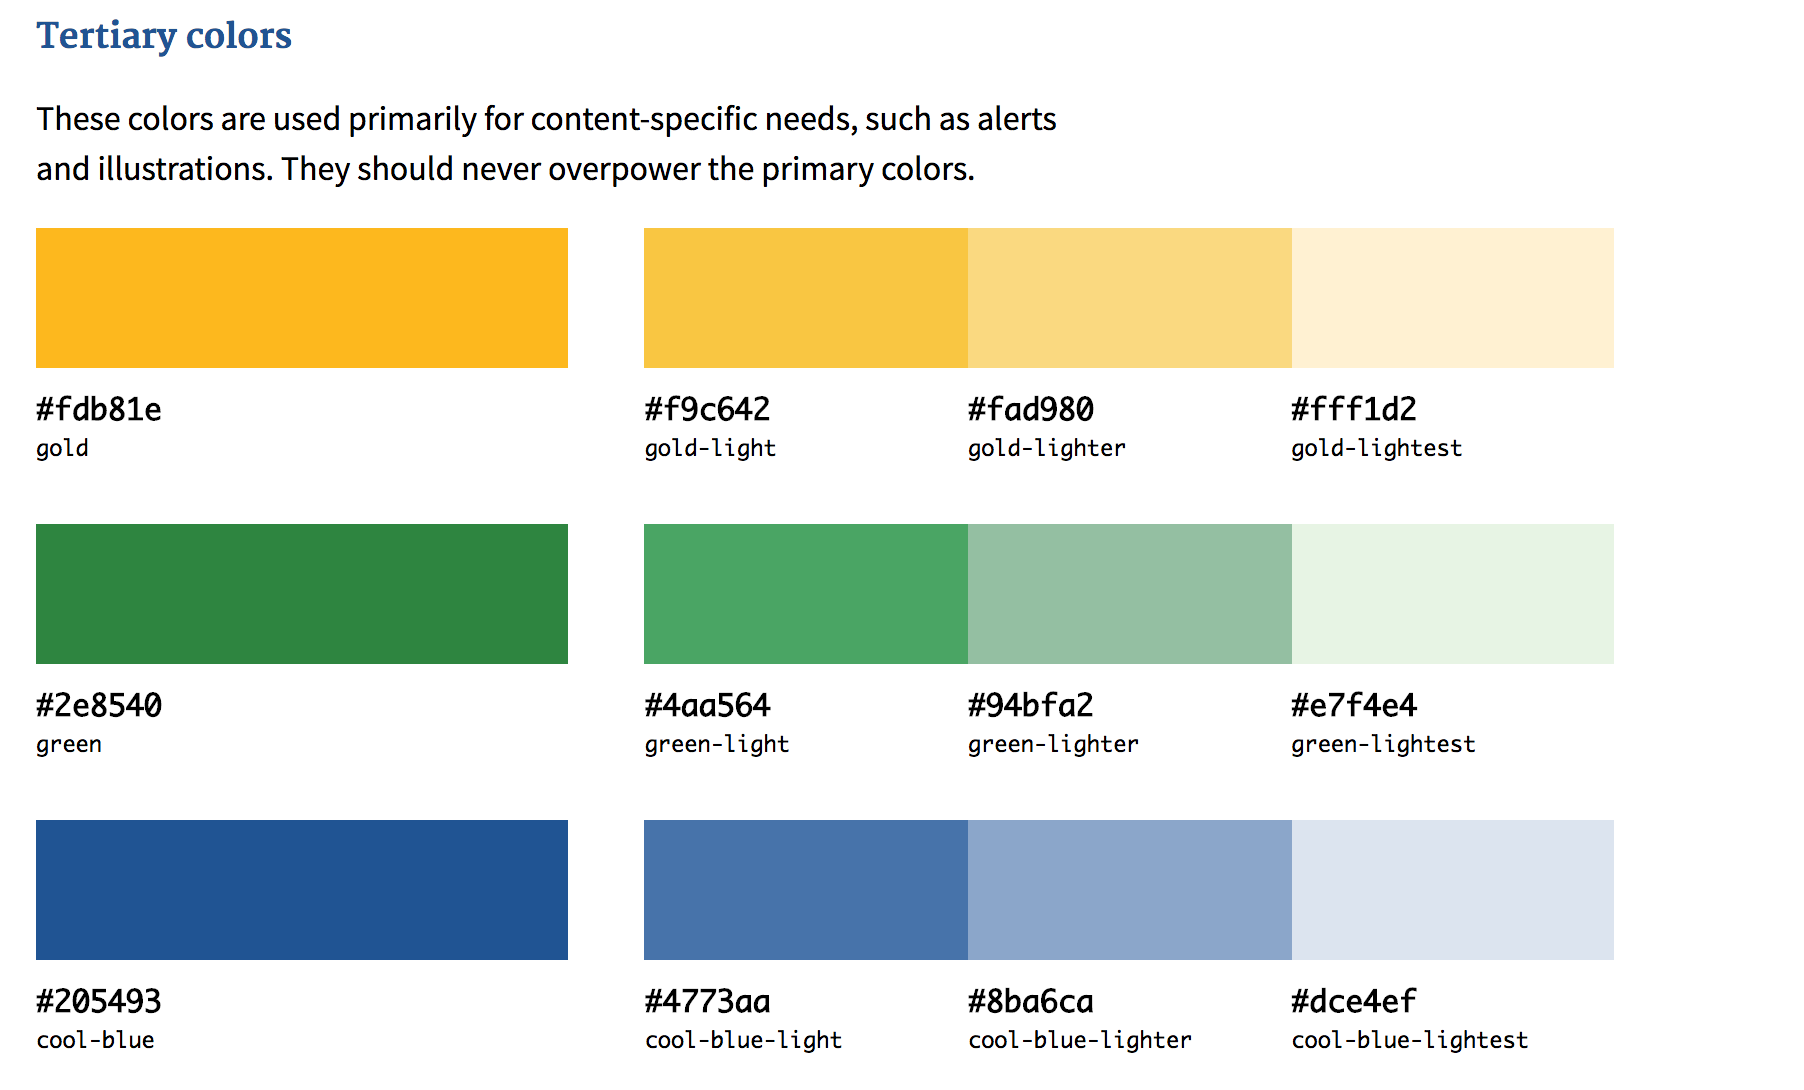 Tertiary colors
These colors are used primarily for content-specific needs, such as alerts
and illustrations. They should never overpower the primary colors.
#fdb81e
gold
#f9c642
gold-light
#fad980
gold-lighter
#fff1d2
gold-lightest
#2e8540
green
#4aa564
green-light
#94bfa2
green-lighter
#e7f4e4
green-lightest
#205493
cool-blue
#4773aa
cool-blue-light
#8ba6ca
cool-blue-lighter
#dce4ef
cool-blue-lightest